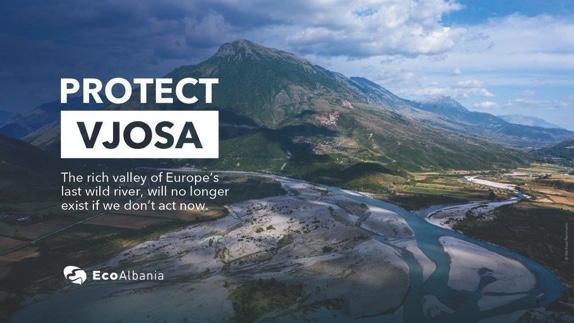 PROTECT
VJOSA
The rich valley of Europe's
last wild river, will no longer
exist if we don't act now.
EcoAlbania